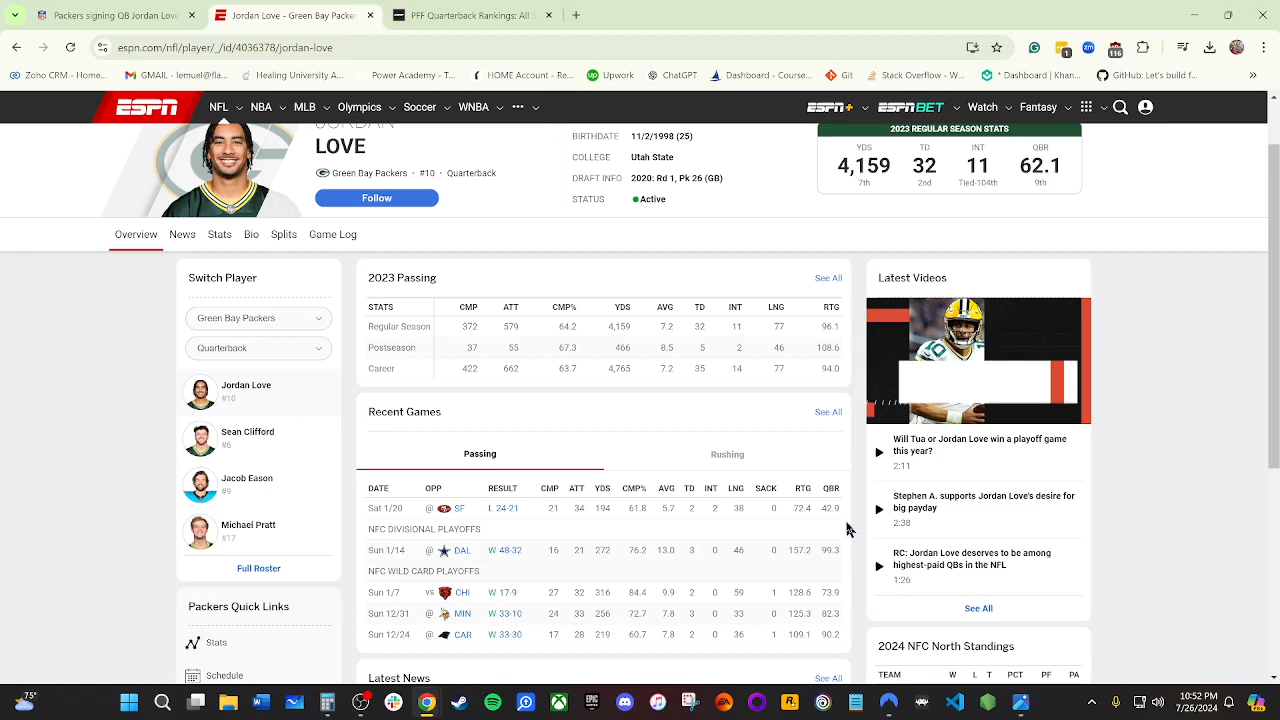 Packers signing QB Jordan Lov
Jordan Love - Green Bay Packer
PFF Quarterback Rankings: All 3
espn.com/nfl/player/_/id/4036378/jordan-love
1
zm
116
Zoho CRM - Home...
GMAIL - lemuel@fla...
Healing University A...
Power Academy - T...
HOME Account - Re...
Upwork
ChatGPT
Dashboard - Course...
Git
Stack Overflow - W...
* Dashboard | Khan...
GitHub: Let's build f...
ESPN
NFL
NBA
MLB
Olympics
Soccer
WNBA
ESPN+
ESPN BET
Watch
Fantasy
JORDAN
LOVE
Green Bay Packers • #10 • Quarterback
Follow
BIRTHDATE 11/2/1998 (25)
COLLEGE Utah State
DRAFT INFO 2020: Rd 1, Pk 26 (GB)
STATUS Active
2023 REGULAR SEASON STATS
YDS TD INT QBR
4,159 32 11 62.1
7th 2nd Tied-104th 9th
Overview News Stats Bio Splits Game Log
Switch Player
Green Bay Packers
Quarterback
Jordan Love
#10
Sean Clifford
#6
Jacob Eason
#9
Michael Pratt
#17
Full Roster
Packers Quick Links
Stats
Schedule
2023 Passing See All
STATS CMP ATT CMP% YDS AVG TD INT LNG RTG
Regular Season 372 579 64.2 4,159 7.2 32 11 77 96.1
Postseason 37 55 67.3 466 8.5 5 2 46 108.6
Career 422 662 63.7 4,765 7.2 35 14 77 94.0
Recent Games See All
Passing Rushing
DATE OPP RESULT CMP ATT YDS CMP% AVG TD INT LNG SACK RTG QBR
Sat 1/20 @ SF L 24-21 21 34 194 61.8 5.7 2 2 38 0 72.4 42.9
NFC DIVISIONAL PLAYOFFS
Sun 1/14 @ DAL W 48-32 16 21 272 76.2 13.0 3 0 46 0 157.2 99.3
NFC WILD CARD PLAYOFFS
Sun 1/7 vs CHI W 17-9 27 32 316 84.4 9.9 2 0 59 1 128.6 73.9
Sun 12/31 @ MIN W 33-10 24 33 256 72.7 7.8 3 0 33 0 125.3 82.3
Sun 12/24 @ CAR W 33-30 17 28 219 60.7 7.8 2 0 36 1 109.1 90.2
Latest News See All
Latest Videos
Will Tua or Jordan Love win a playoff game
this year?
2:11
Stephen A. supports Jordan Love's desire for
big payday
2:38
RC: Jordan Love deserves to be among
highest-paid QBs in the NFL
1:26
See All
2024 NFC North Standings
TEAM W L T PCT PF PA
75°
10:52 PM
7/26/2024